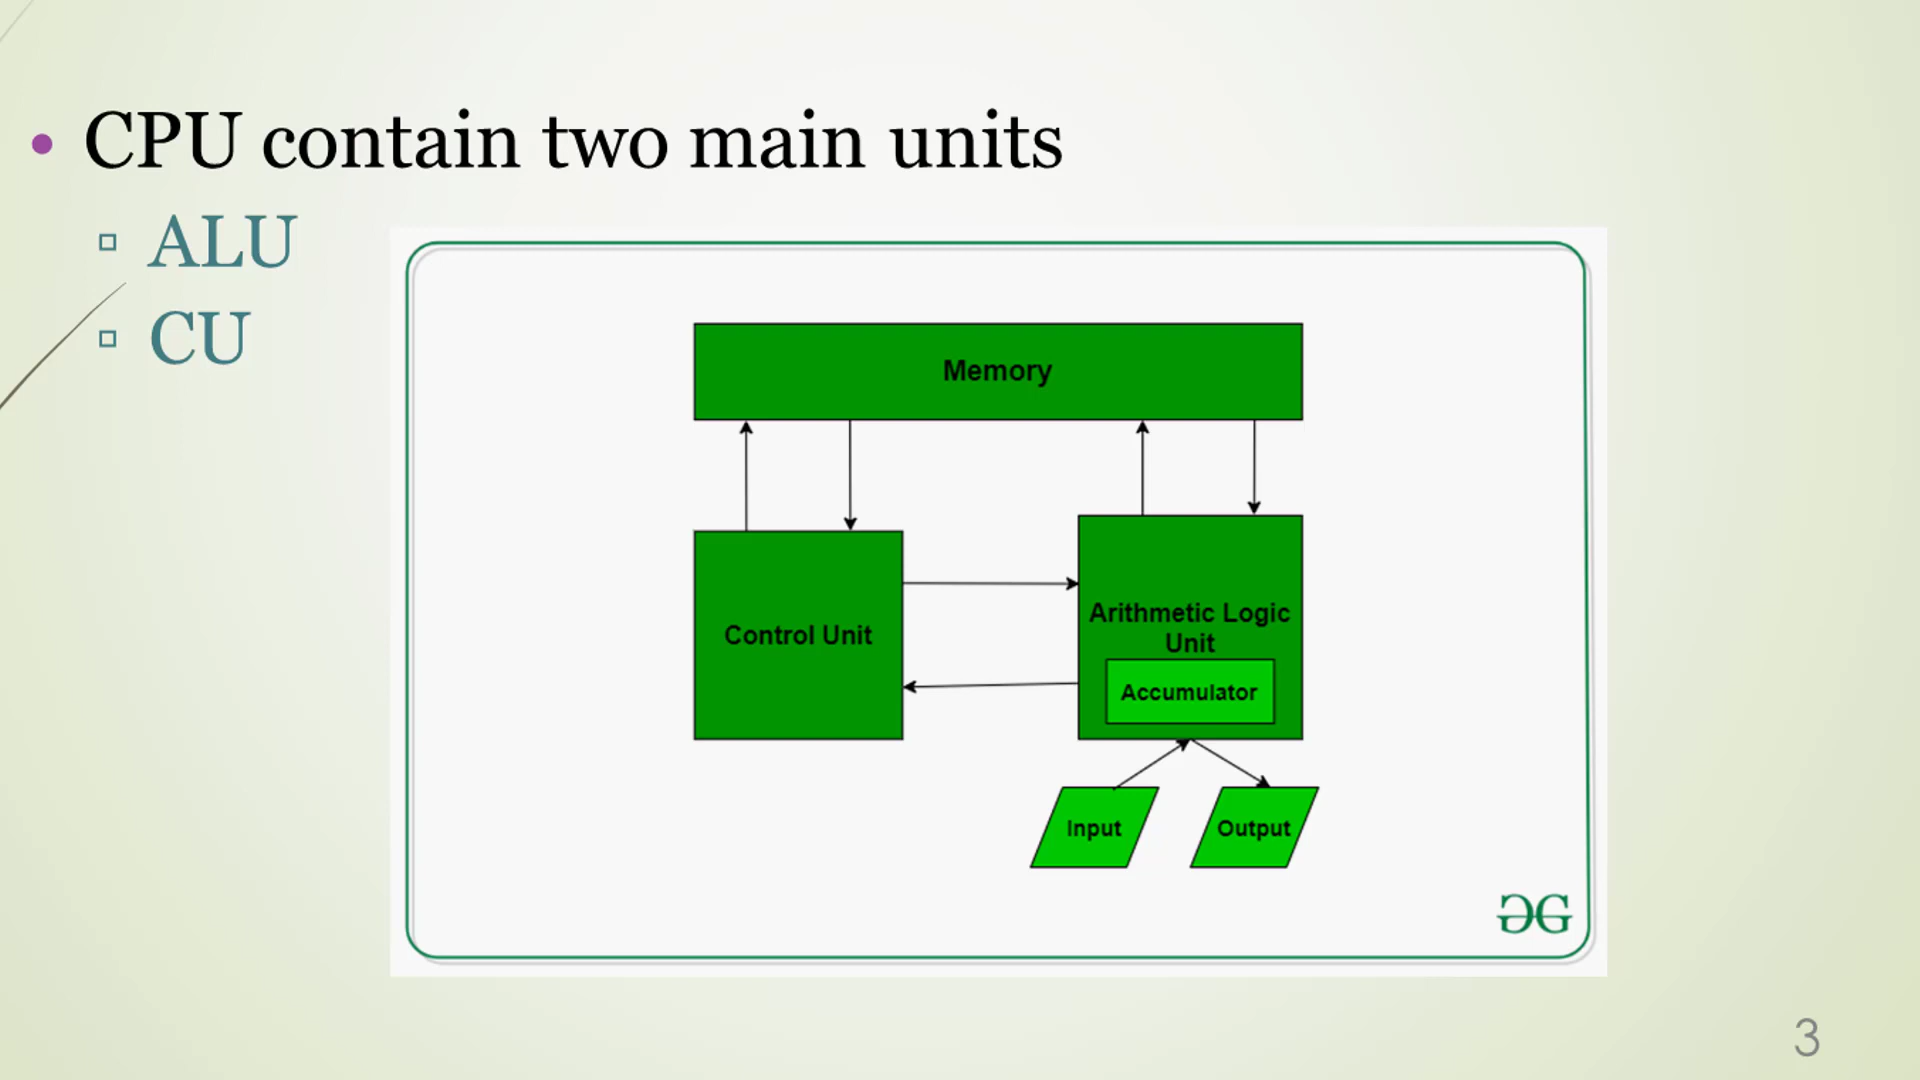 CPU contain two main units
ALU
CU
Memory
Control Unit
Arithmetic Logic
Unit
Accumulator
Input
Output
3